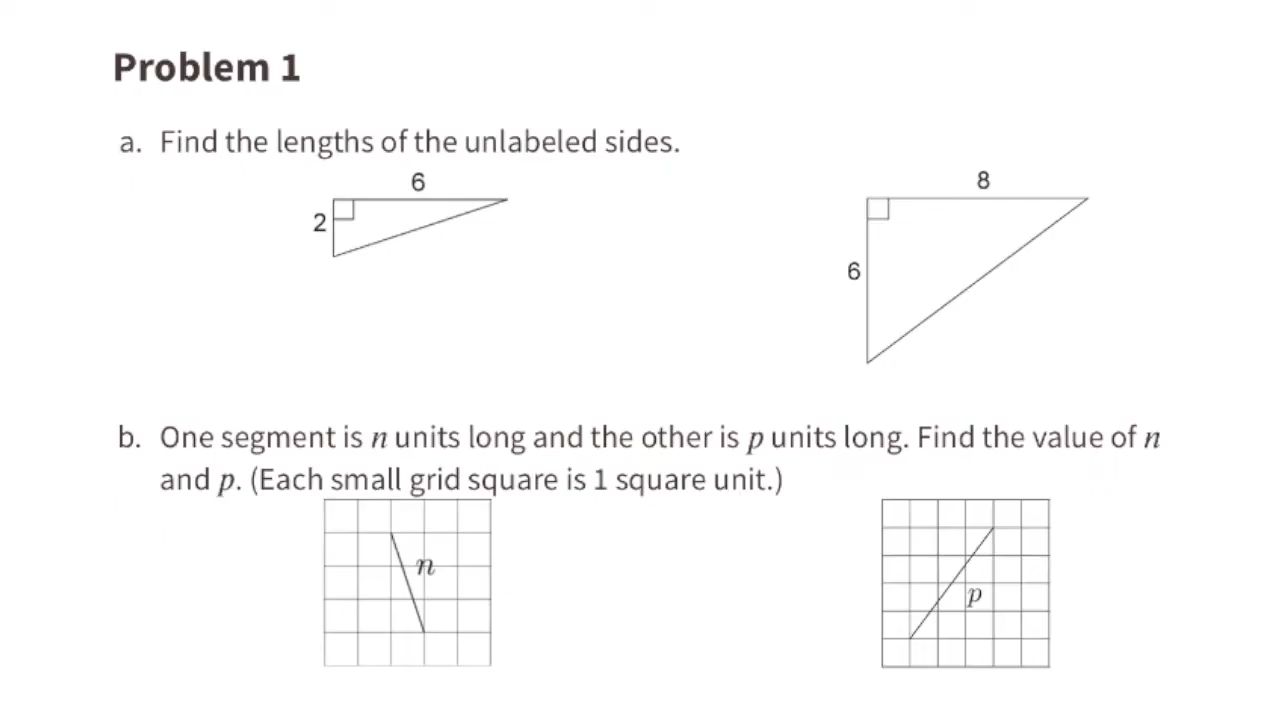 Problem 1
a. Find the lengths of the unlabeled sides.
6
2
8
6
b. One segment is n units long and the other is p units long. Find the value of n
and p. (Each small grid square is 1 square unit.)
n
p